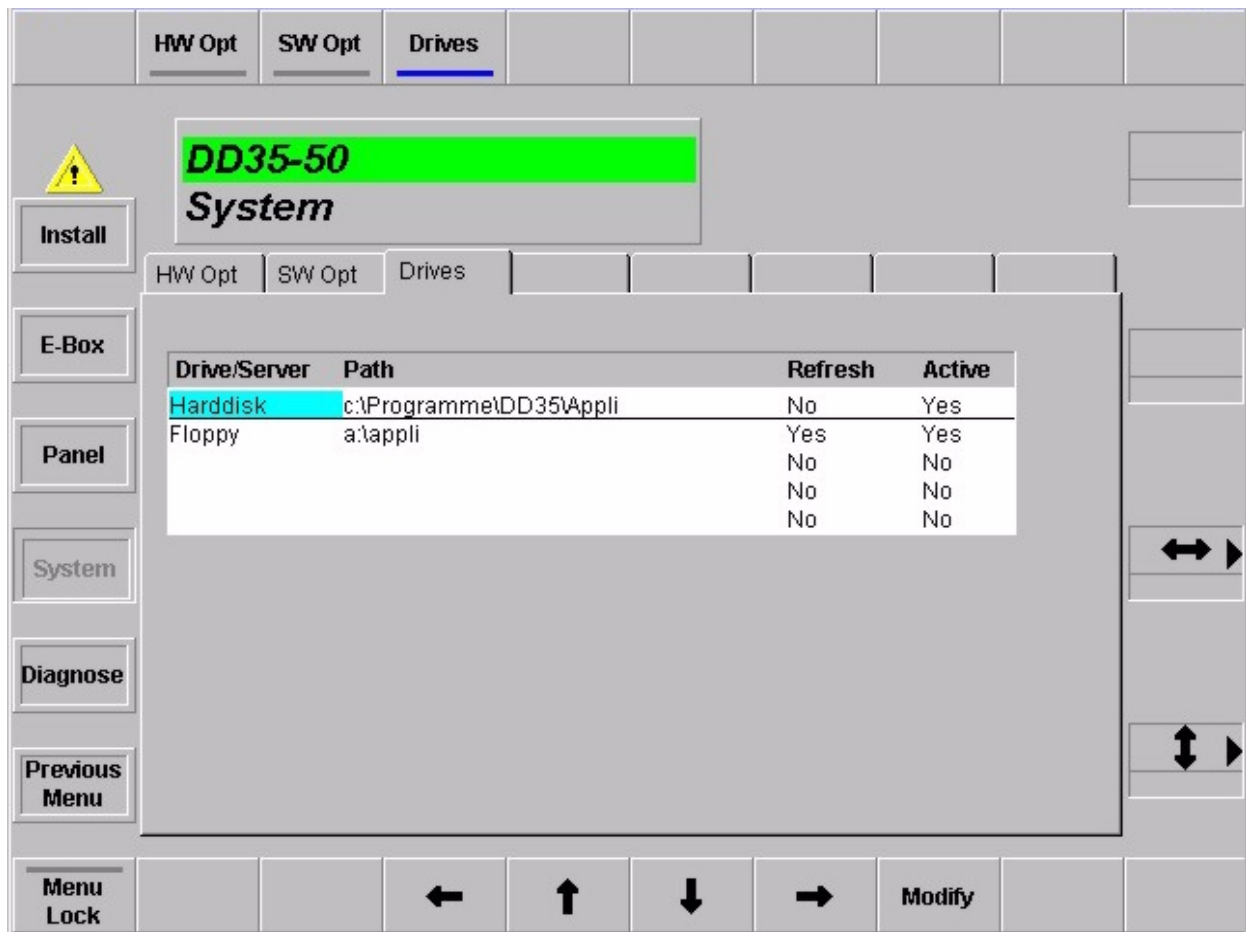 HW Opt SW Opt Drives
DD35-50
System
Install
HW Opt SW Opt Drives
E-Box
Drive/Server Path Refresh Active
Harddisk c:\Programme\DD35\Appli No Yes
Floppy a:\appli Yes Yes
No No
No No
No No
Panel
System
Diagnose
Previous
Menu
Menu
Lock
Modify